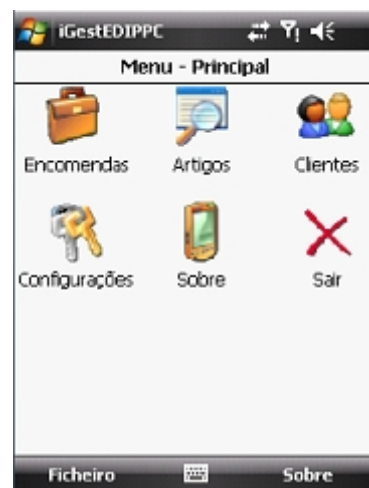 iGestEDIPPC
Menu - Principal
Encomendas Artigos Clientes
Configurações Sobre Sair
Ficheiro Sobre